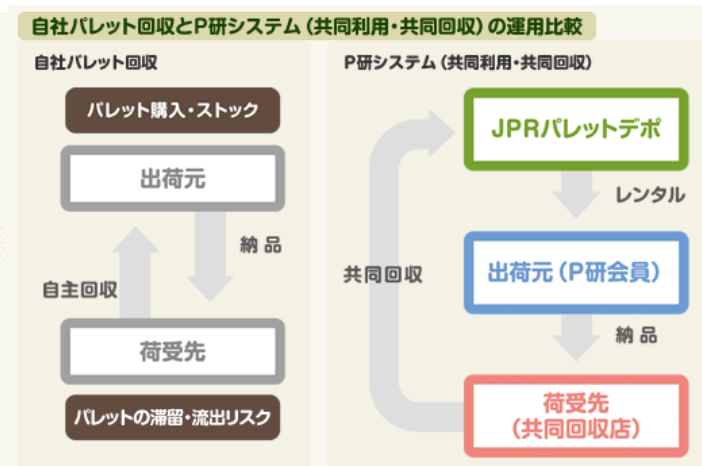 自社パレット回収とP研システム（共同利用・共同回収）の運用比較
自社パレット回収
パレット購入・ストック
出荷元
納品
自主回収
荷受先
パレットの滞留・流出リスク
P研システム（共同利用・共同回収）
JPRパレットデポ
レンタル
共同回収
出荷元（P研会員）
納品
荷受先
（共同回収店）